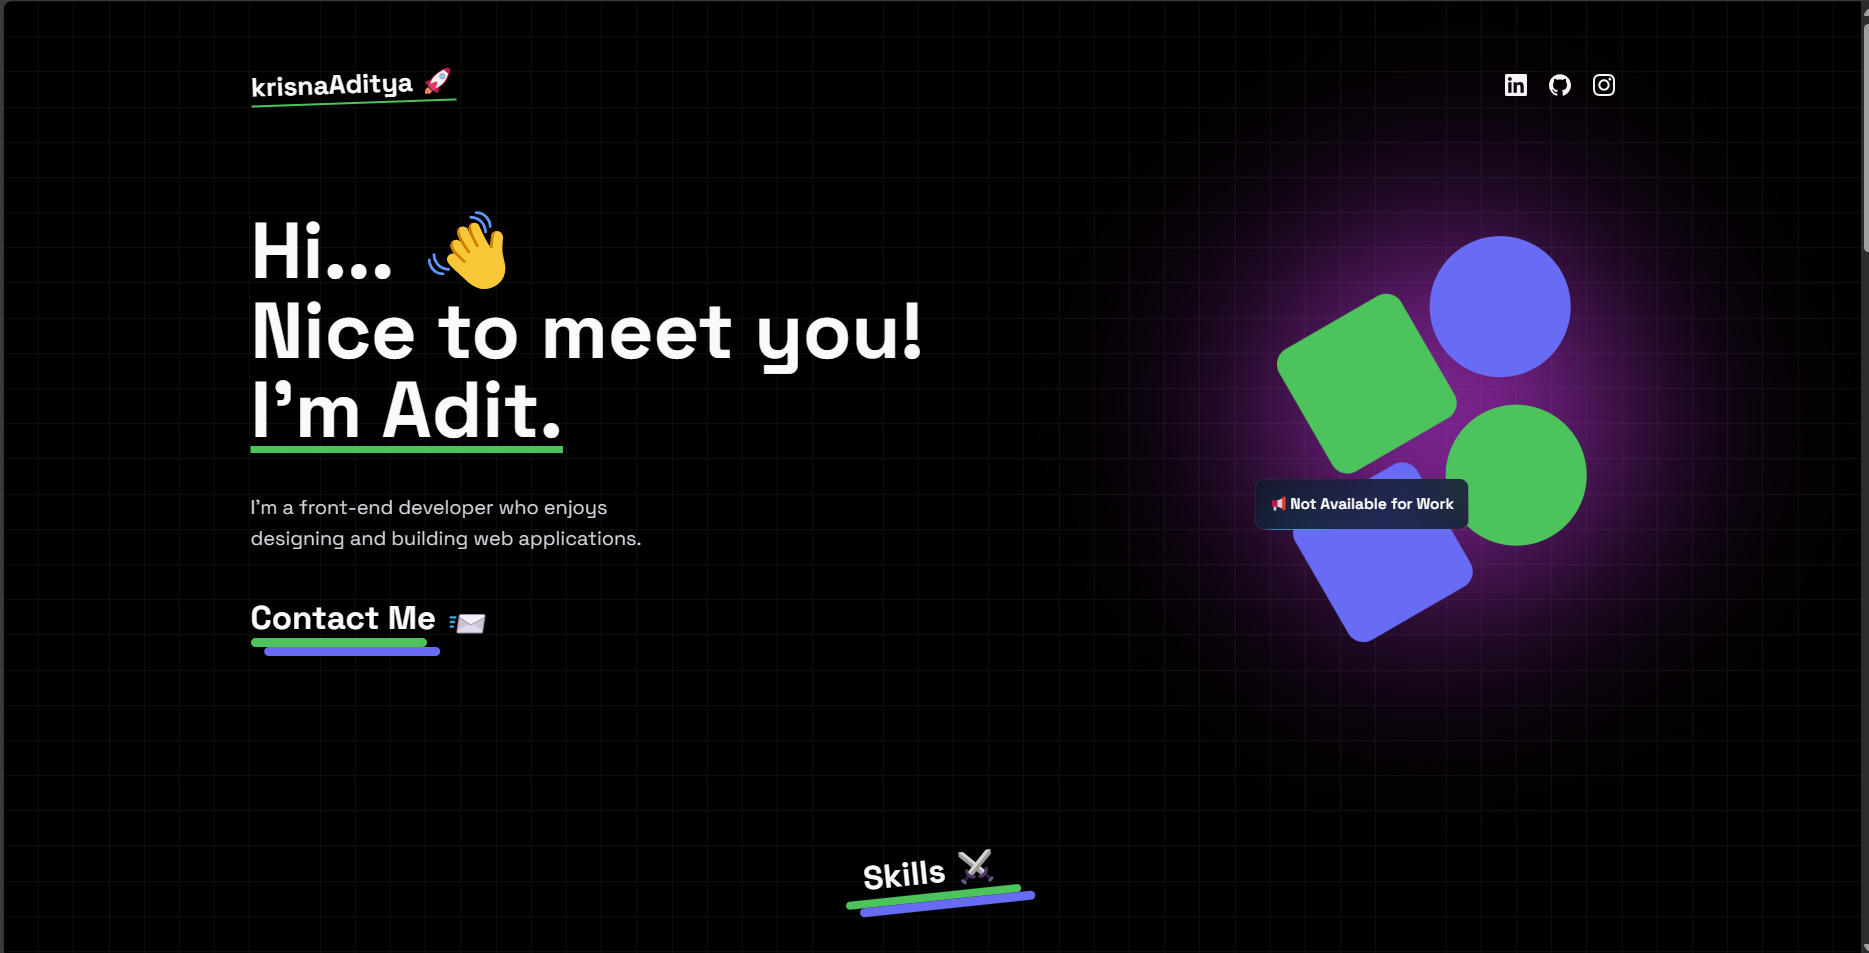 krisnaAditya 🚀
Hi... 👋
Nice to meet you!
I'm Adit.
I'm a front-end developer who enjoys
designing and building web applications.
📢 Not Available for Work
Contact Me 📨
Skills ⚔️